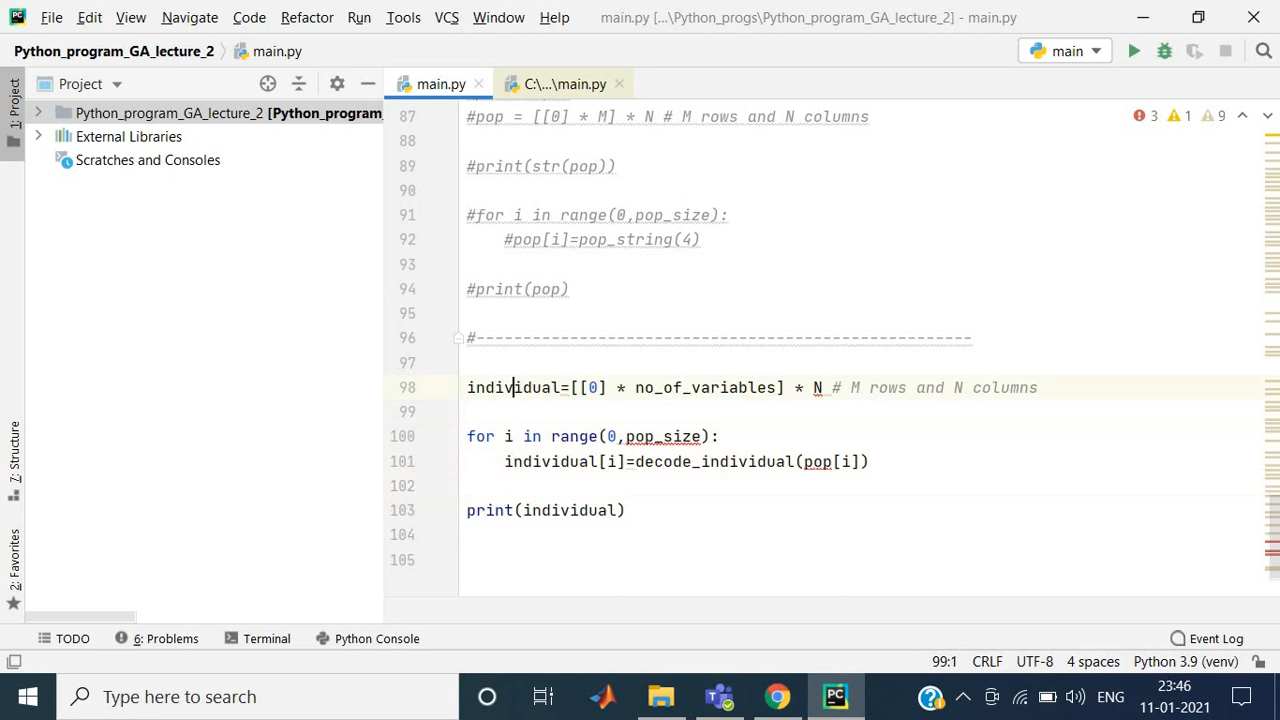 File Edit View Navigate Code Refactor Run Tools VCS Window Help main.py [...\Python_progs\Python_program_GA_lecture_2] - main.py
Python_program_GA_lecture_2 main.py main
Project main.py C:\...\main.py
1: Project
7: Structure
2: Favorites
Python_program_GA_lecture_2 [Python_program
External Libraries
Scratches and Consoles
3 1 9
87 #pop = [[0] * M] * N # M rows and N columns
88
89 #print(str(pop))
90
91 #for i in range(0,pop_size):
92 #pop[i]=pop_string(4)
93
94 #print(pop)
95
96 #-----------------------------------------------------
97
98 individual=[[0] * no_of_variables] * N # M rows and N columns
99
100 for i in range(0,pop_size):
101 individual[i]=decode_individual(pop[i])
102
103 print(individual)
104
105
TODO 6: Problems Terminal Python Console Event Log
99:1 CRLF UTF-8 4 spaces Python 3.9 (venv)
Type here to search ENG 23:46
11-01-2021